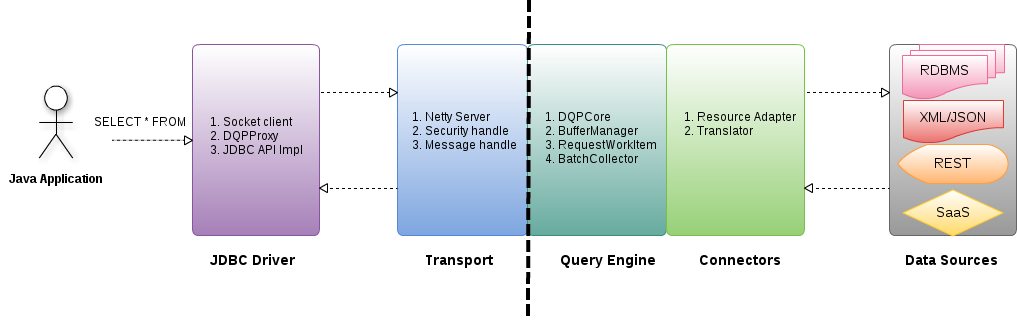 SELECT * FROM
Java Application
1. Socket client
2. DQPProxy
3. JDBC API Impl
JDBC Driver
1. Netty Server
2. Security handle
3. Message handle
Transport
1. DQPCore
2. BufferManager
3. RequestWorkItem
4. BatchCollector
Query Engine
1. Resource Adapter
2. Translator
Connectors
RDBMS
XML/JSON
REST
SaaS
Data Sources